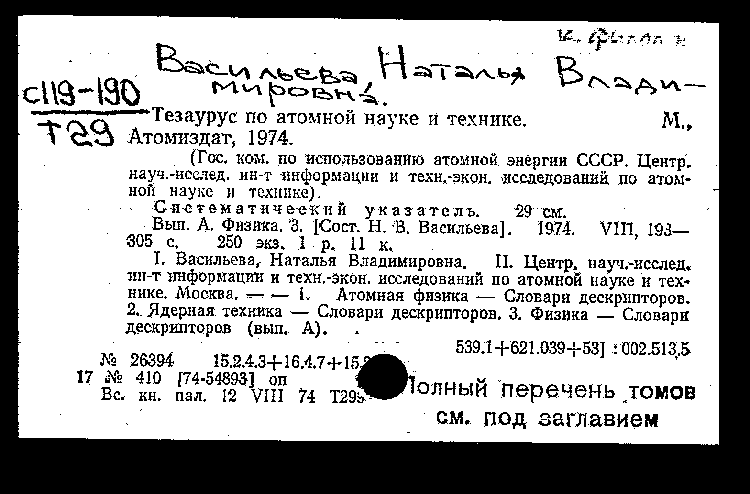 Васильева, Наталья Влади-
мировна.
с119-190
Т29
Тезаурус по атомной науке и технике. М.,
Атомиздат, 1974.
(Гос. ком. по использованию атомной энергии СССР. Центр.
науч.-исслед. ин-т информации и техн.-экон. исследований по атом-
ной науке и технике).
Систематический указатель. 29 см.
Вып. А. Физика. 3. [Сост. Н. В. Васильева]. 1974. VIII, 193—
305 с. 250 экз. 1 р. 11 к.
I. Васильева, Наталья Владимировна. II. Центр. науч.-исслед.
ин-т информации и техн.-экон. исследований по атомной науке и тех-
нике. Москва. — — 1. Атомная физика — Словари дескрипторов.
2. Ядерная техника — Словари дескрипторов. 3. Физика — Словари
дескрипторов (вып. А).
539.1+621.039+53] : 002.513.5
№ 26394 15.2.4.3+16.4.7+15.
17 № 410 [74-54893] оп
Вс. кн. пал. 12 VIII 74 Т29
Полный перечень томов
см. под заглавием